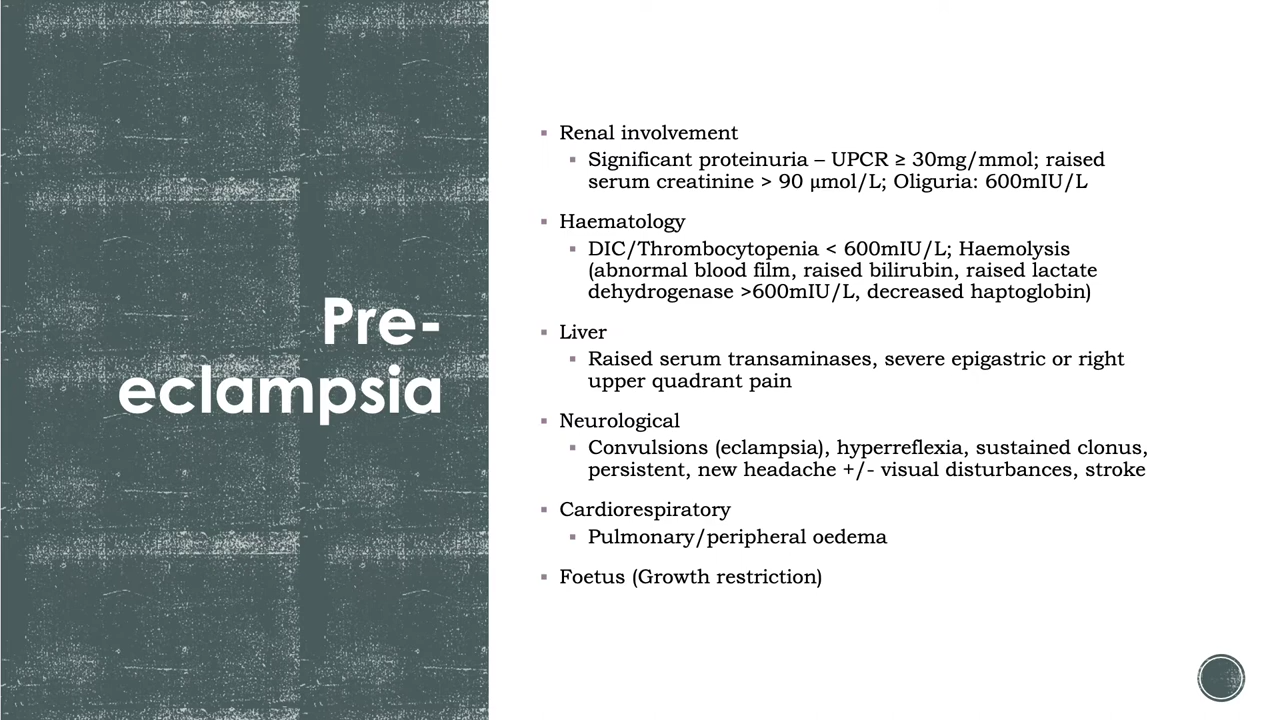 Pre-
eclampsia
Renal involvement
Significant proteinuria – UPCR ≥ 30mg/mmol; raised
serum creatinine > 90 μmol/L; Oliguria: 600mIU/L
Haematology
DIC/Thrombocytopenia < 600mIU/L; Haemolysis
(abnormal blood film, raised bilirubin, raised lactate
dehydrogenase >600mIU/L, decreased haptoglobin)
Liver
Raised serum transaminases, severe epigastric or right
upper quadrant pain
Neurological
Convulsions (eclampsia), hyperreflexia, sustained clonus,
persistent, new headache +/- visual disturbances, stroke
Cardiorespiratory
Pulmonary/peripheral oedema
Foetus (Growth restriction)